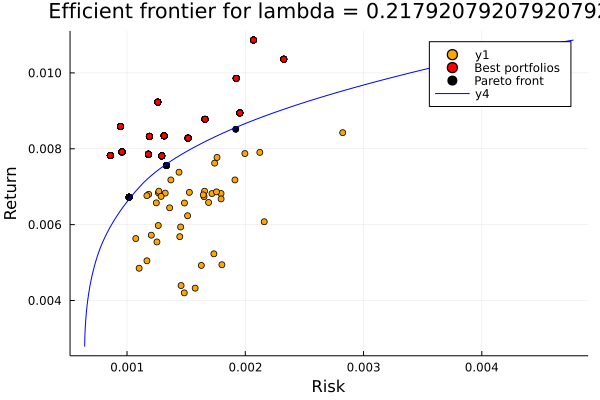 Efficient frontier for lambda = 0.2179207920792079
y1
Best portfolios
Pareto front
y4
Return
0.010
0.008
0.006
0.004
0.001
0.002
0.003
0.004
Risk